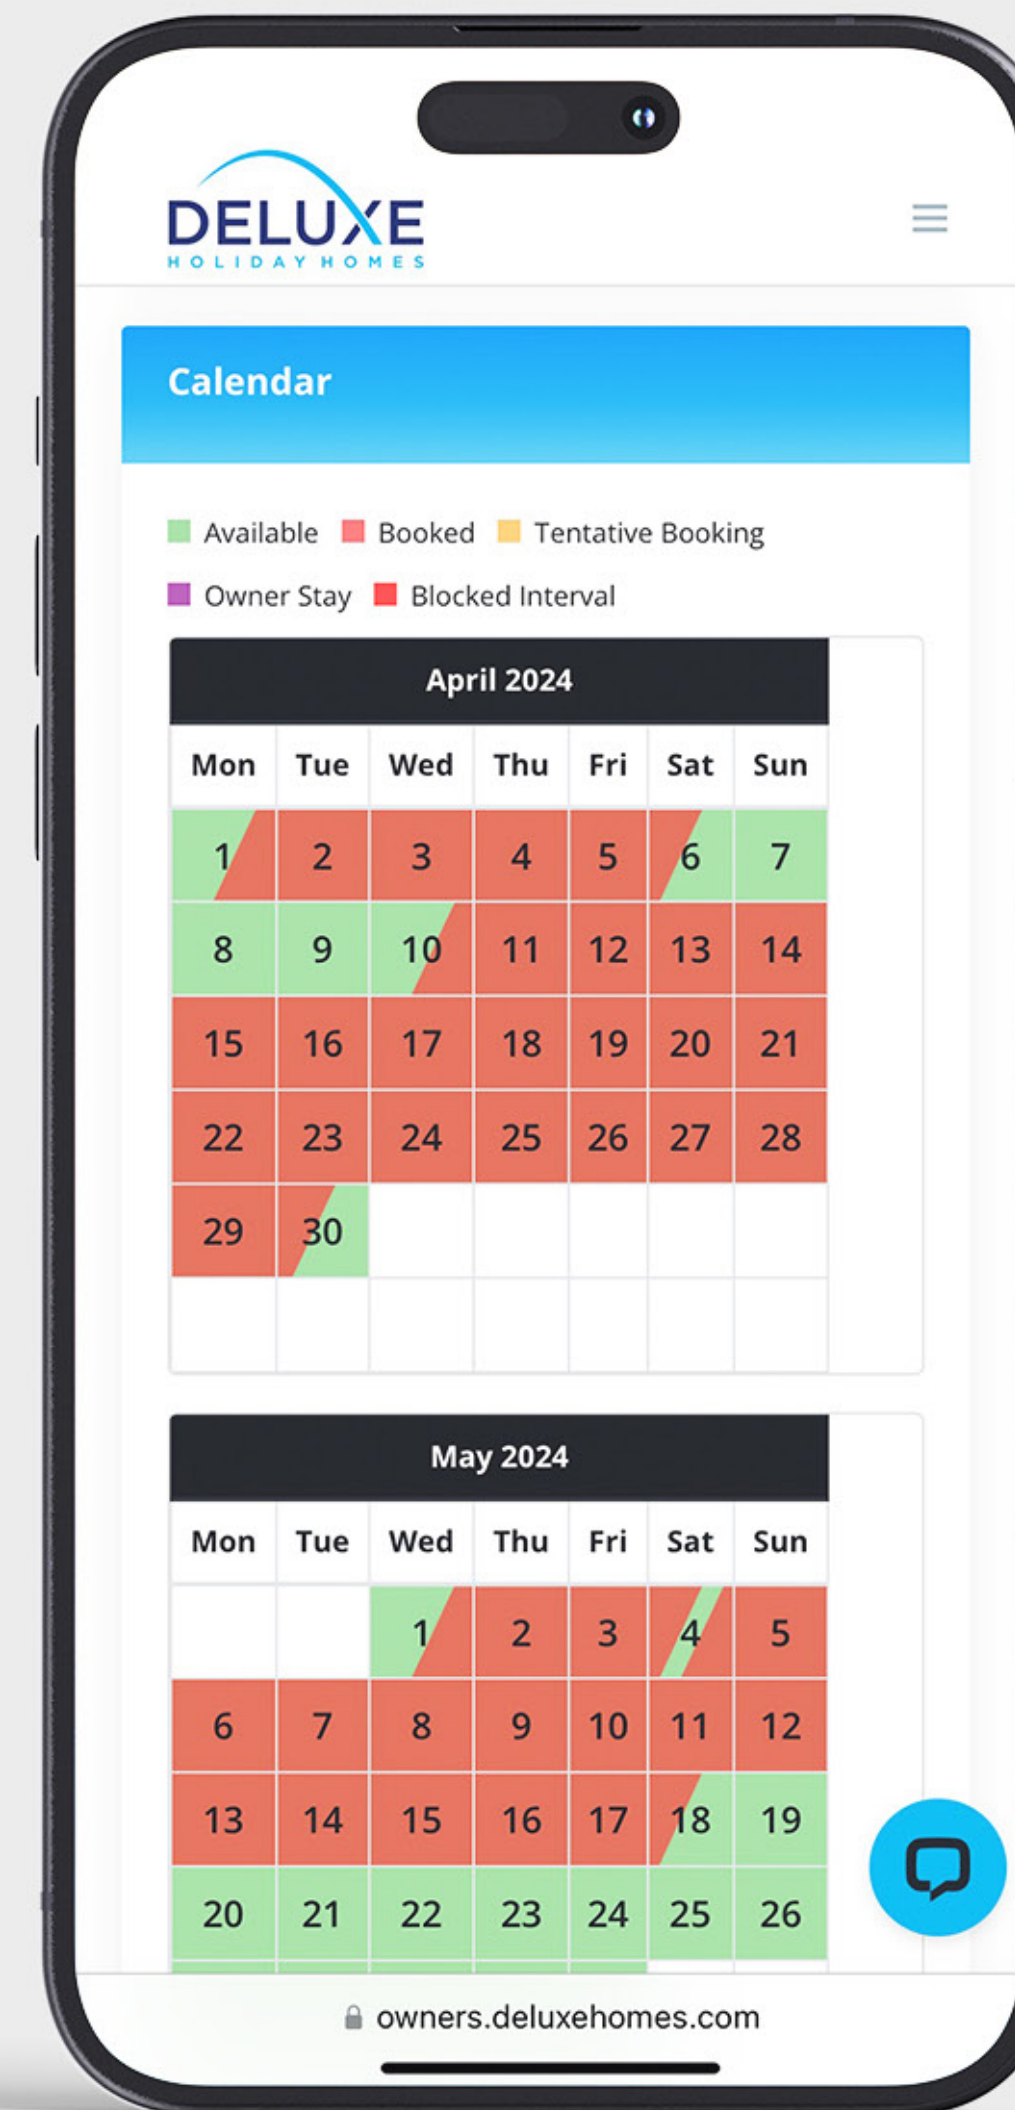 DELUXE
HOLIDAY HOMES
Calendar
Available Booked Tentative Booking
Owner Stay Blocked Interval
April 2024
Mon Tue Wed Thu Fri Sat Sun
1 2 3 4 5 6 7
8 9 10 11 12 13 14
15 16 17 18 19 20 21
22 23 24 25 26 27 28
29 30
May 2024
Mon Tue Wed Thu Fri Sat Sun
1 2 3 4 5
6 7 8 9 10 11 12
13 14 15 16 17 18 19
20 21 22 23 24 25 26
owners.deluxehomes.com